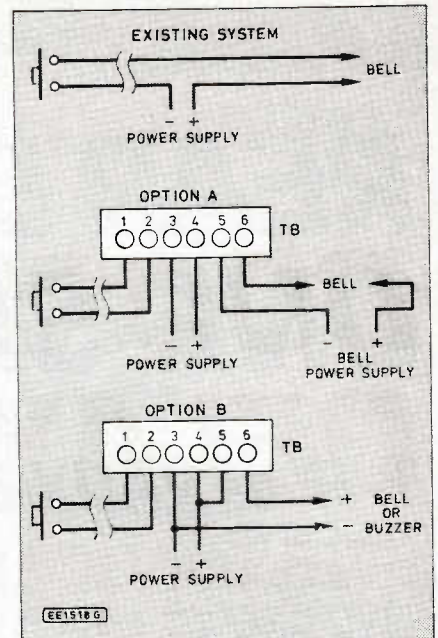 EXISTING SYSTEM
BELL
- +
POWER SUPPLY
OPTION A
1 2 3 4 5 6
TB
BELL
- +
POWER SUPPLY
- +
BELL
POWER SUPPLY
OPTION B
1 2 3 4 5 6
TB
+ BELL
OR
- BUZZER
- +
POWER SUPPLY
EE1518G